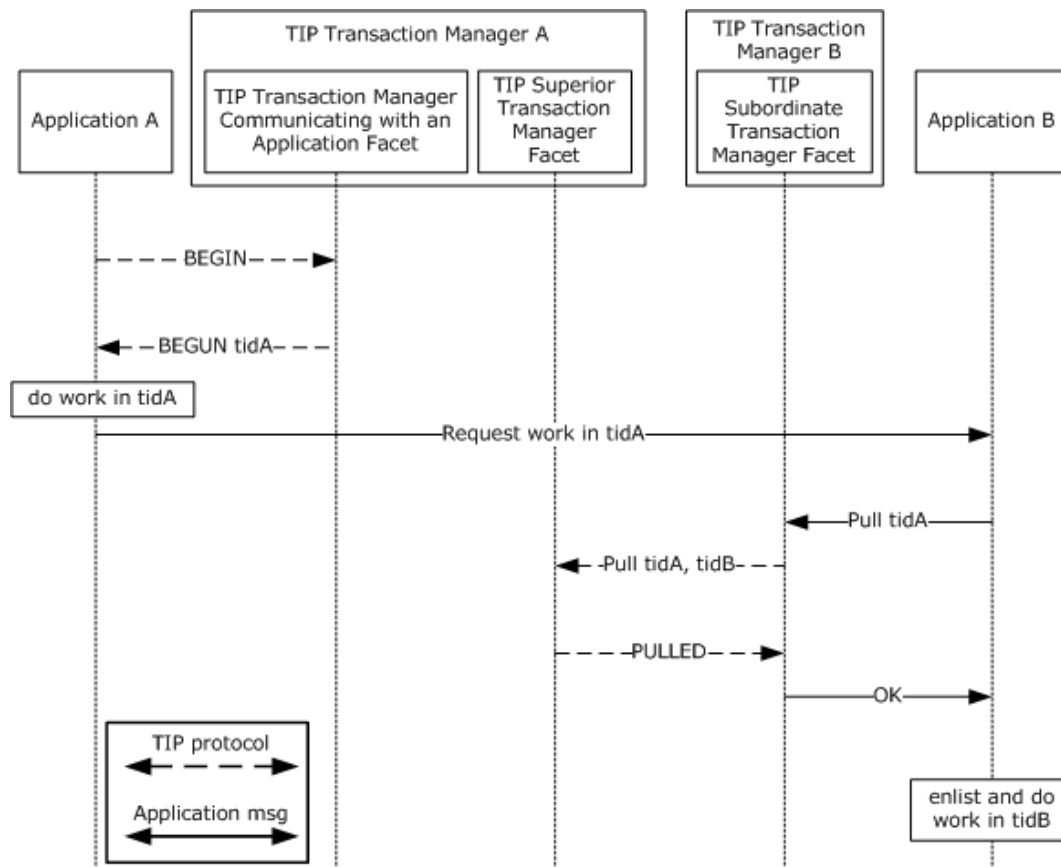 TIP Transaction Manager A
TIP Transaction
Manager B
Application A
TIP Transaction Manager
Communicating with an
Application Facet
TIP Superior
Transaction
Manager
Facet
TIP
Subordinate
Transaction
Manager Facet
Application B
BEGIN
BEGUN tidA
do work in tidA
Request work in tidA
Pull tidA
Pull tidA, tidB
PULLED
OK
TIP protocol
Application msg
enlist and do
work in tidB